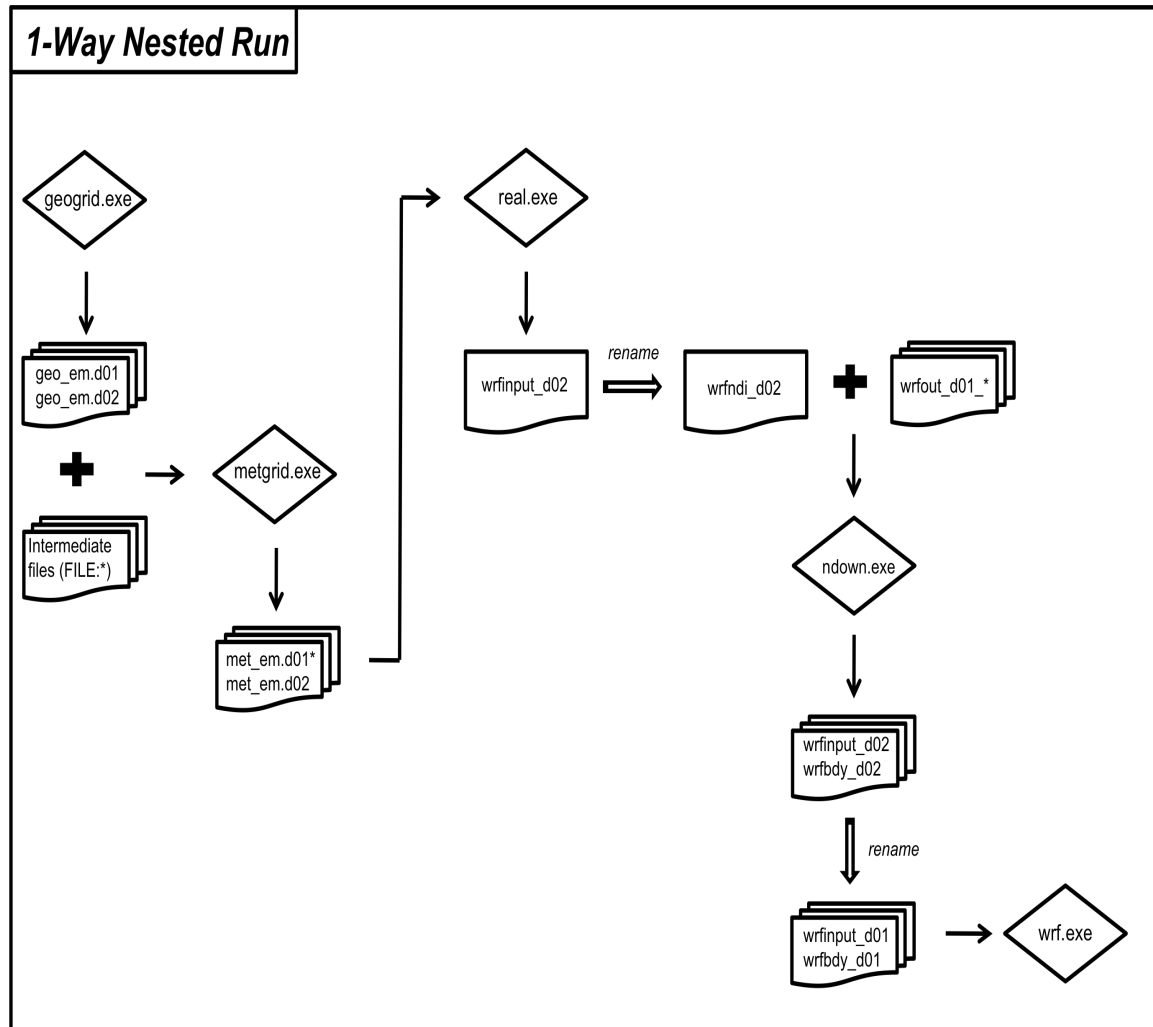 1-Way Nested Run
geogrid.exe
geo_em.d01
geo_em.d02
Intermediate
files (FILE:*)
metgrid.exe
met_em.d01*
met_em.d02
real.exe
wrfinput_d02
rename
wrfndi_d02
wrfout_d01_*
ndown.exe
wrfinput_d02
wrfbdy_d02
rename
wrfinput_d01
wrfbdy_d01
wrf.exe